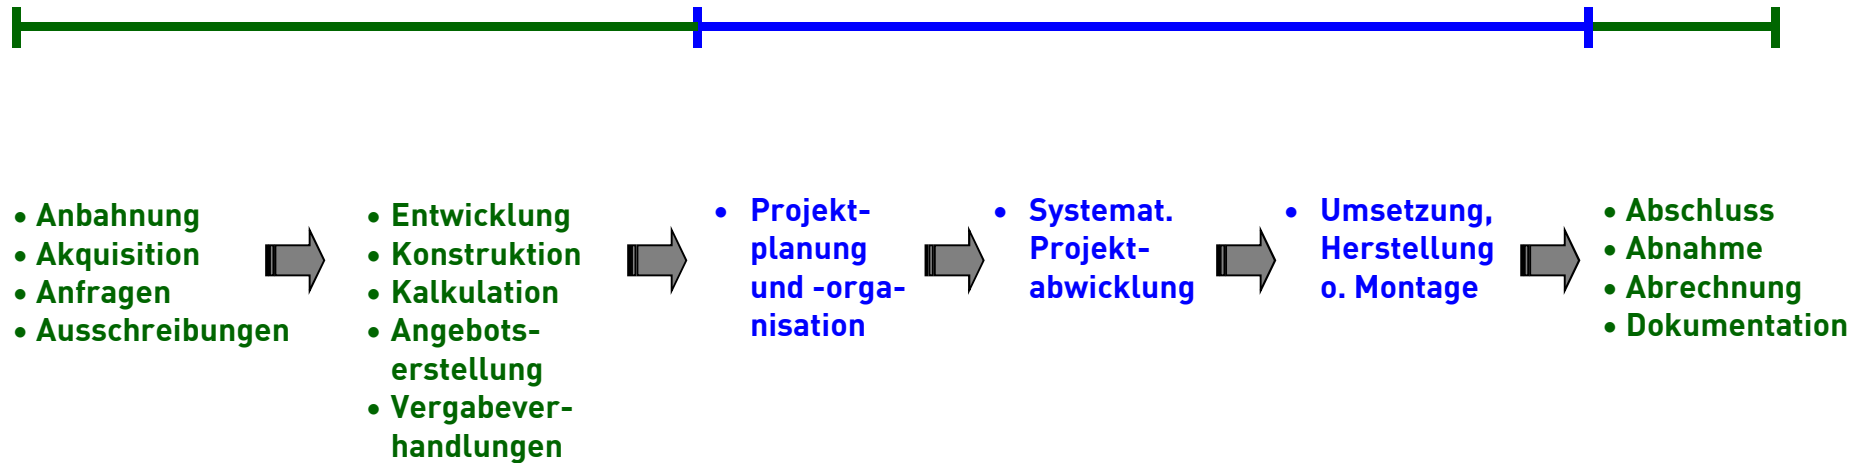 • Anbahnung
• Akquisition
• Anfragen
• Ausschreibungen
• Entwicklung
• Konstruktion
• Kalkulation
• Angebots-
erstellung
• Vergabever-
handlungen
• Projekt-
planung
und -orga-
nisation
• Systemat.
Projekt-
abwicklung
• Umsetzung,
Herstellung
o. Montage
• Abschluss
• Abnahme
• Abrechnung
• Dokumentation